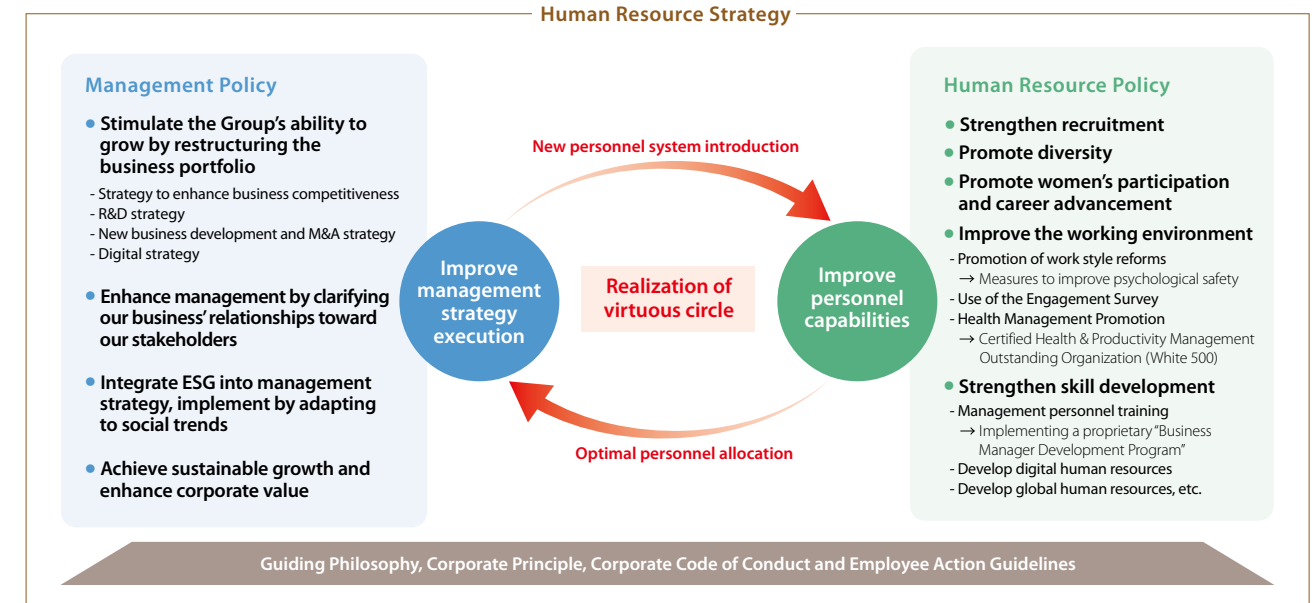 Human Resource Strategy
Management Policy
● Stimulate the Group’s ability to
grow by restructuring the
business portfolio
- Strategy to enhance business competitiveness
- R&D strategy
- New business development and M&A strategy
- Digital strategy
● Enhance management by clarifying
our business’ relationships toward
our stakeholders
● Integrate ESG into management
strategy, implement by adapting
to social trends
● Achieve sustainable growth and
enhance corporate value
New personnel system introduction
Improve
management
strategy
execution
Realization of
virtuous circle
Improve
personnel
capabilities
Optimal personnel allocation
Human Resource Policy
● Strengthen recruitment
● Promote diversity
● Promote women’s participation
and career advancement
● Improve the working environment
- Promotion of work style reforms
→ Measures to improve psychological safety
- Use of the Engagement Survey
- Health Management Promotion
→ Certified Health & Productivity Management
Outstanding Organization (White 500)
● Strengthen skill development
- Management personnel training
→ Implementing a proprietary “Business
Manager Development Program”
- Develop digital human resources
- Develop global human resources, etc.
Guiding Philosophy, Corporate Principle, Corporate Code of Conduct and Employee Action Guidelines